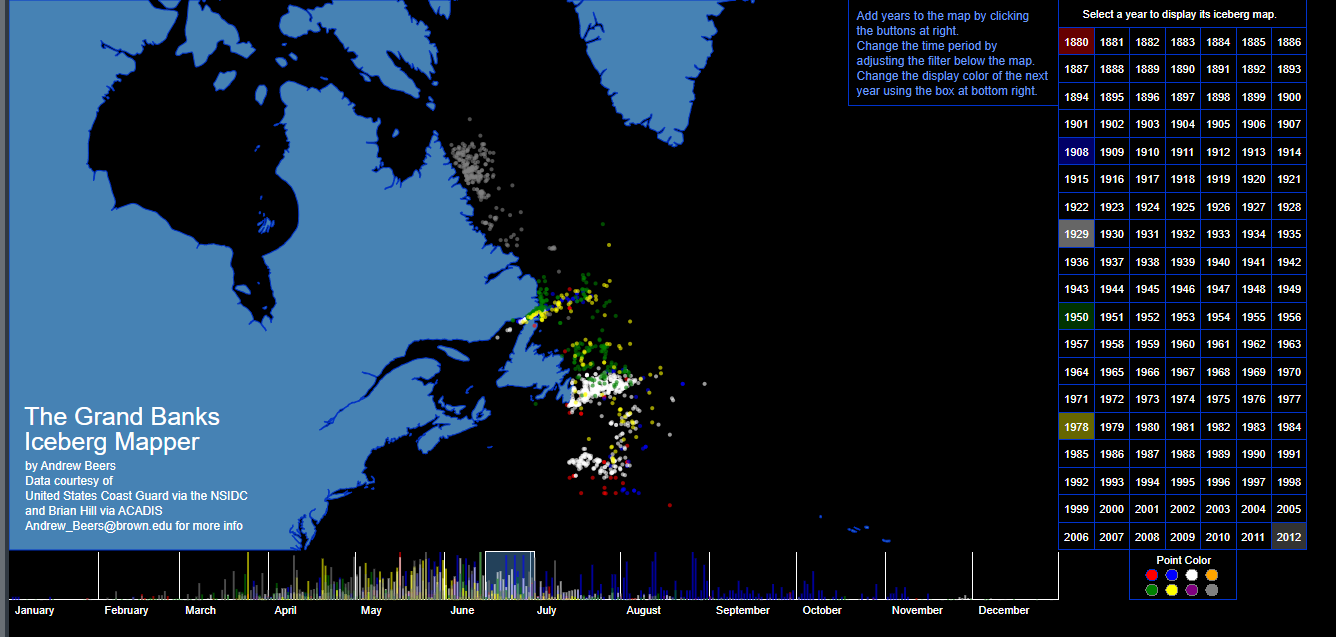 Add years to the map by clicking
the buttons at right.
Change the time period by
adjusting the filter below the map.
Change the display color of the next
year using the box at bottom right.
Select a year to display its iceberg map.
1880 1881 1882 1883 1884 1885 1886
1887 1888 1889 1890 1891 1892 1893
1894 1895 1896 1897 1898 1899 1900
1901 1902 1903 1904 1905 1906 1907
1908 1909 1910 1911 1912 1913 1914
1915 1916 1917 1918 1919 1920 1921
1922 1923 1924 1925 1926 1927 1928
1929 1930 1931 1932 1933 1934 1935
1936 1937 1938 1939 1940 1941 1942
1943 1944 1945 1946 1947 1948 1949
1950 1951 1952 1953 1954 1955 1956
1957 1958 1959 1960 1961 1962 1963
1964 1965 1966 1967 1968 1969 1970
1971 1972 1973 1974 1975 1976 1977
1978 1979 1980 1981 1982 1983 1984
1985 1986 1987 1988 1989 1990 1991
1992 1993 1994 1995 1996 1997 1998
1999 2000 2001 2002 2003 2004 2005
2006 2007 2008 2009 2010 2011 2012
The Grand Banks
Iceberg Mapper
by Andrew Beers
Data courtesy of
United States Coast Guard via the NSIDC
and Brian Hill via ACADIS
Andrew_Beers@brown.edu for more info
Point Color
January February March April May June July August September October November December